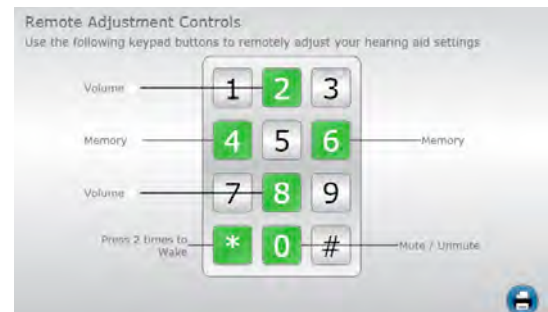 Remote Adjustment Controls
Use the following keypad buttons to remotely adjust your hearing aid settings
Volume 1 2 3
Memory 4 5 6 Memory
Volume 7 8 9
Press 2 times to
Wake * 0 # Mute / Unmute